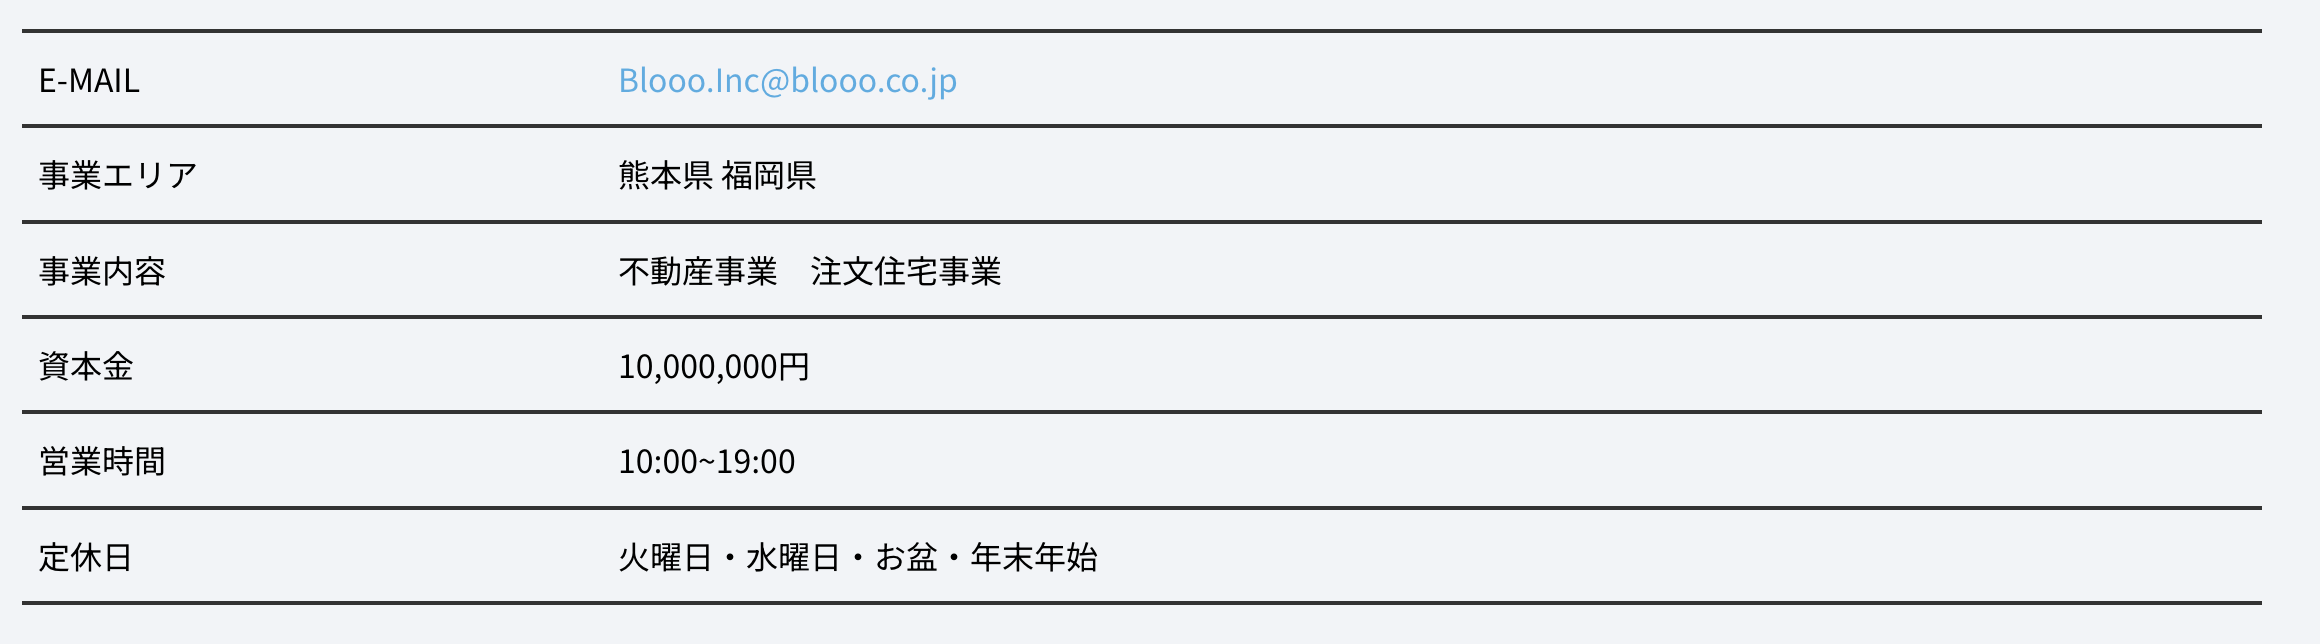 E-MAIL Blooo.Inc@blooo.co.jp
事業エリア 熊本県 福岡県
事業内容 不動産事業　注文住宅事業
資本金 10,000,000円
営業時間 10:00~19:00
定休日 火曜日・水曜日・お盆・年末年始